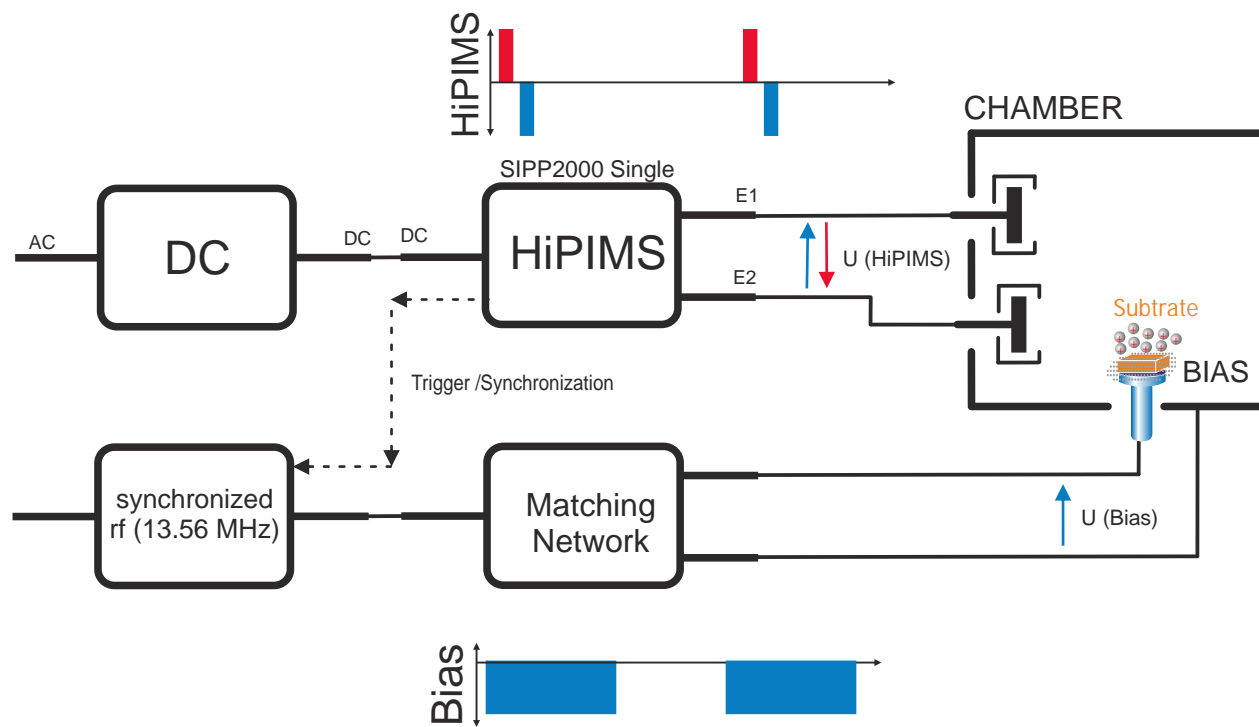 HiPIMS
CHAMBER
SIPP2000 Single
E1
AC
DC
DC
DC
HiPIMS
U (HiPIMS)
E2
Subtrate
BIAS
Trigger /Synchronization
synchronized
rf (13.56 MHz)
Matching
Network
U (Bias)
Bias